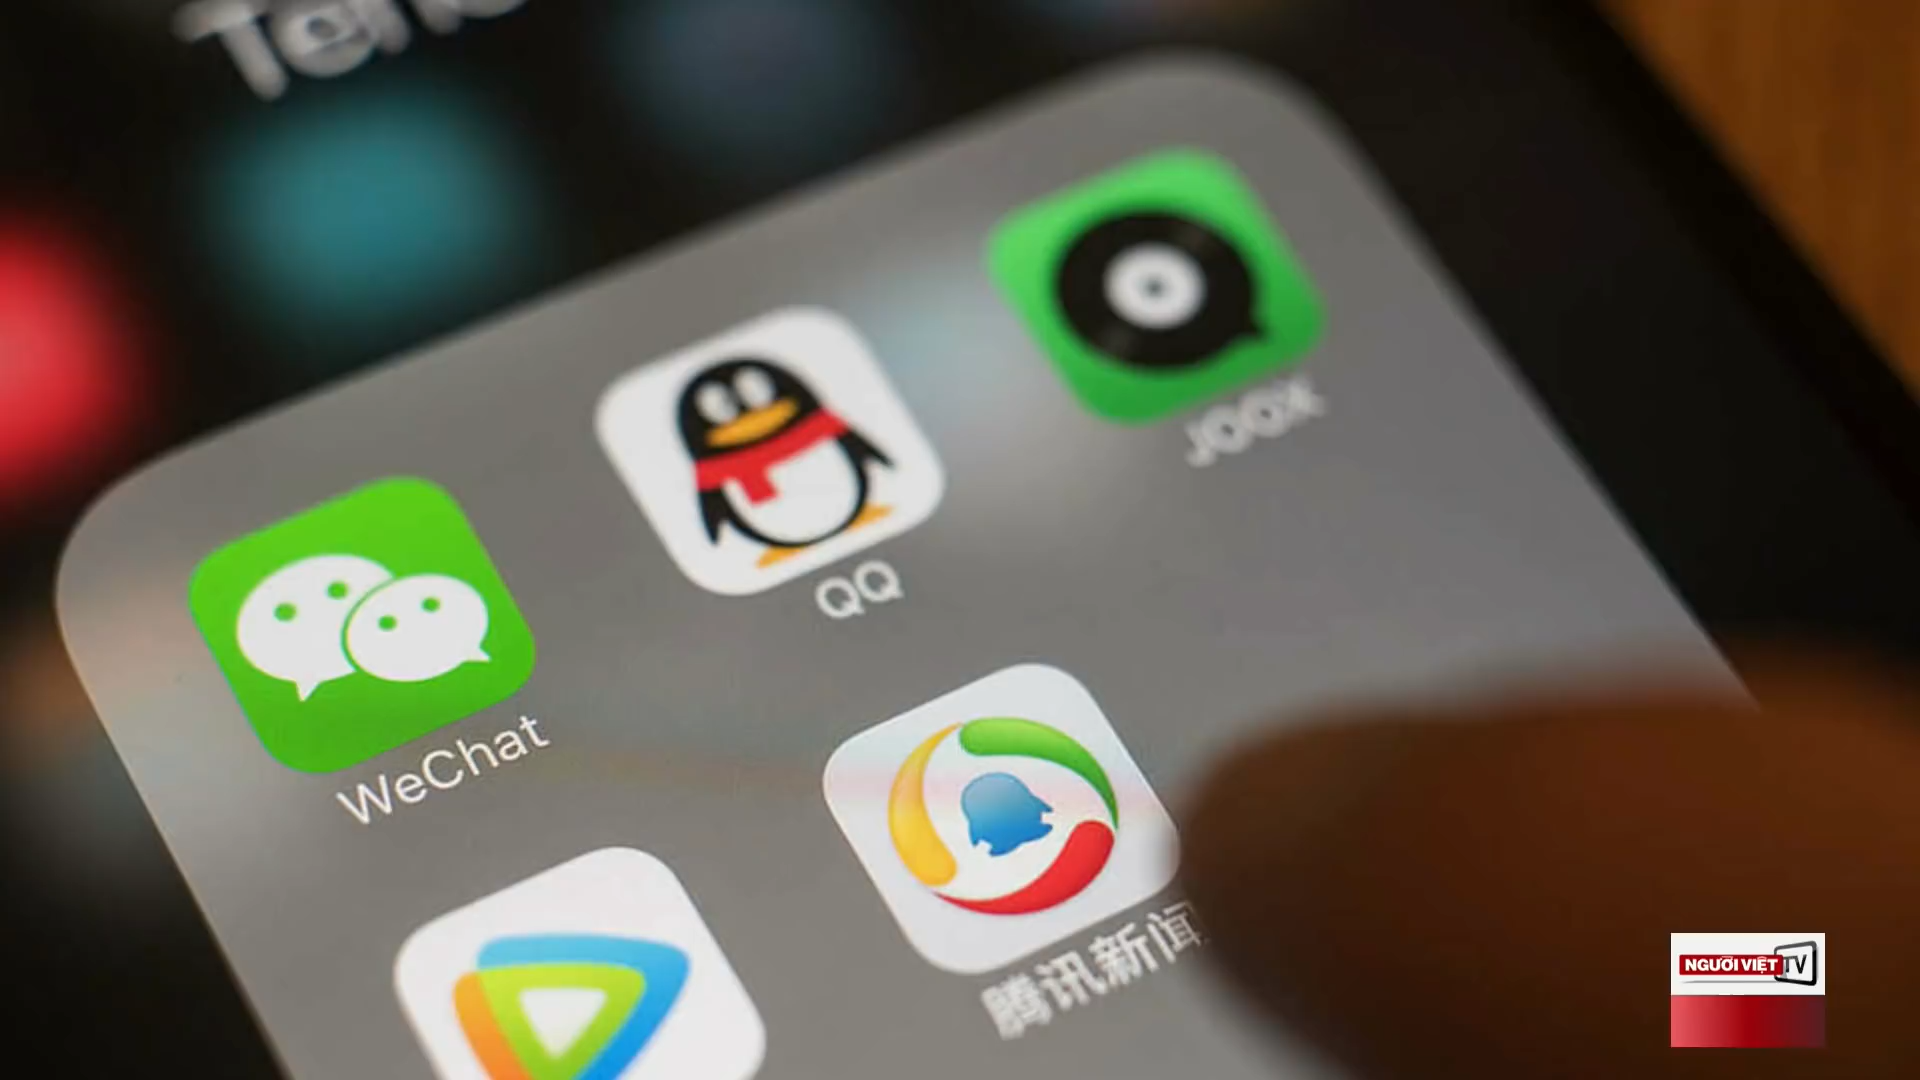 JOOX
QQ
WeChat
腾讯新闻
NGƯỜI VIỆT TV